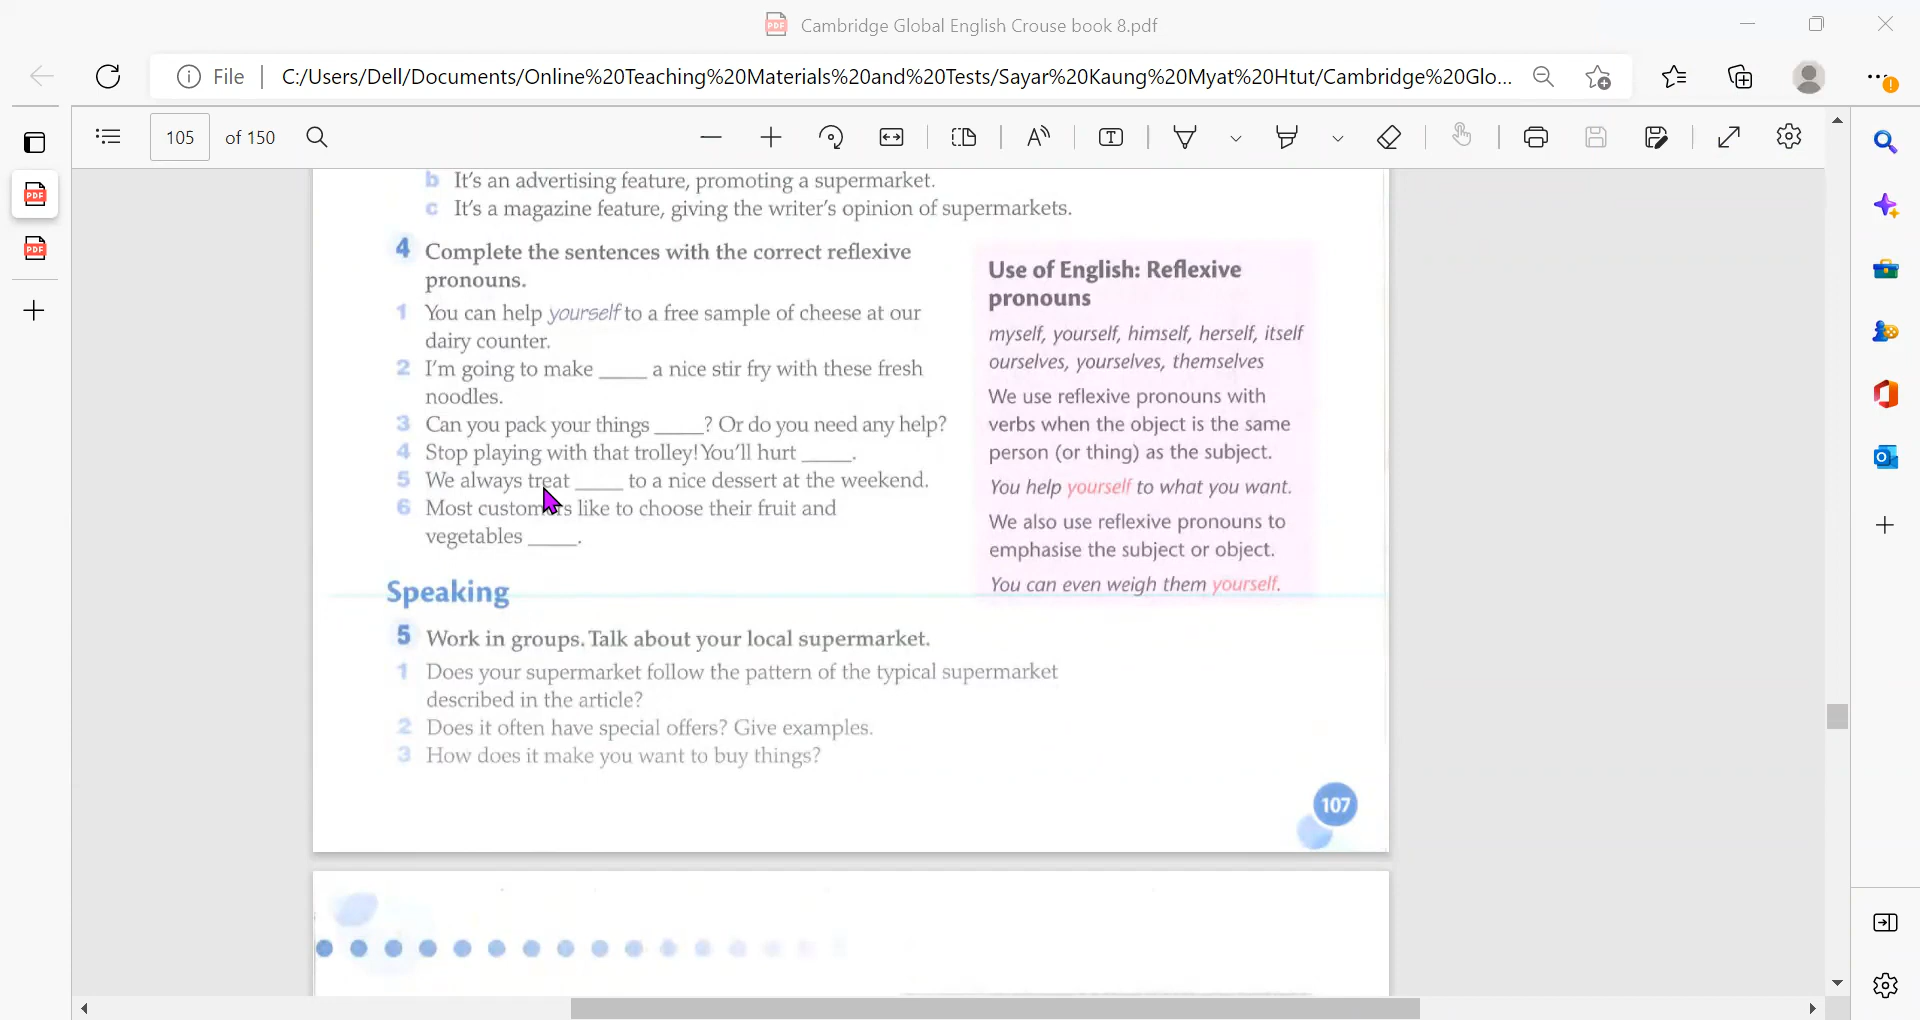 Cambridge Global English Crouse book 8.pdf
File
C:/Users/Dell/Documents/Online%20Teaching%20Materials%20and%20Tests/Sayar%20Kaung%20Myat%20Htut/Cambridge%20Glo...
105 of 150
b It's an advertising feature, promoting a supermarket.
c It's a magazine feature, giving the writer's opinion of supermarkets.
4 Complete the sentences with the correct reflexive
pronouns.
1 You can help yourself to a free sample of cheese at our
dairy counter.
2 I'm going to make _____ a nice stir fry with these fresh
noodles.
3 Can you pack your things _____? Or do you need any help?
4 Stop playing with that trolley! You'll hurt _____.
5 We always treat _____ to a nice dessert at the weekend.
6 Most customers like to choose their fruit and
vegetables _____.
Use of English: Reflexive
pronouns
myself, yourself, himself, herself, itself
ourselves, yourselves, themselves
We use reflexive pronouns with
verbs when the object is the same
person (or thing) as the subject.
You help yourself to what you want.
We also use reflexive pronouns to
emphasise the subject or object.
You can even weigh them yourself.
Speaking
5 Work in groups. Talk about your local supermarket.
1 Does your supermarket follow the pattern of the typical supermarket
described in the article?
2 Does it often have special offers? Give examples.
3 How does it make you want to buy things?
107